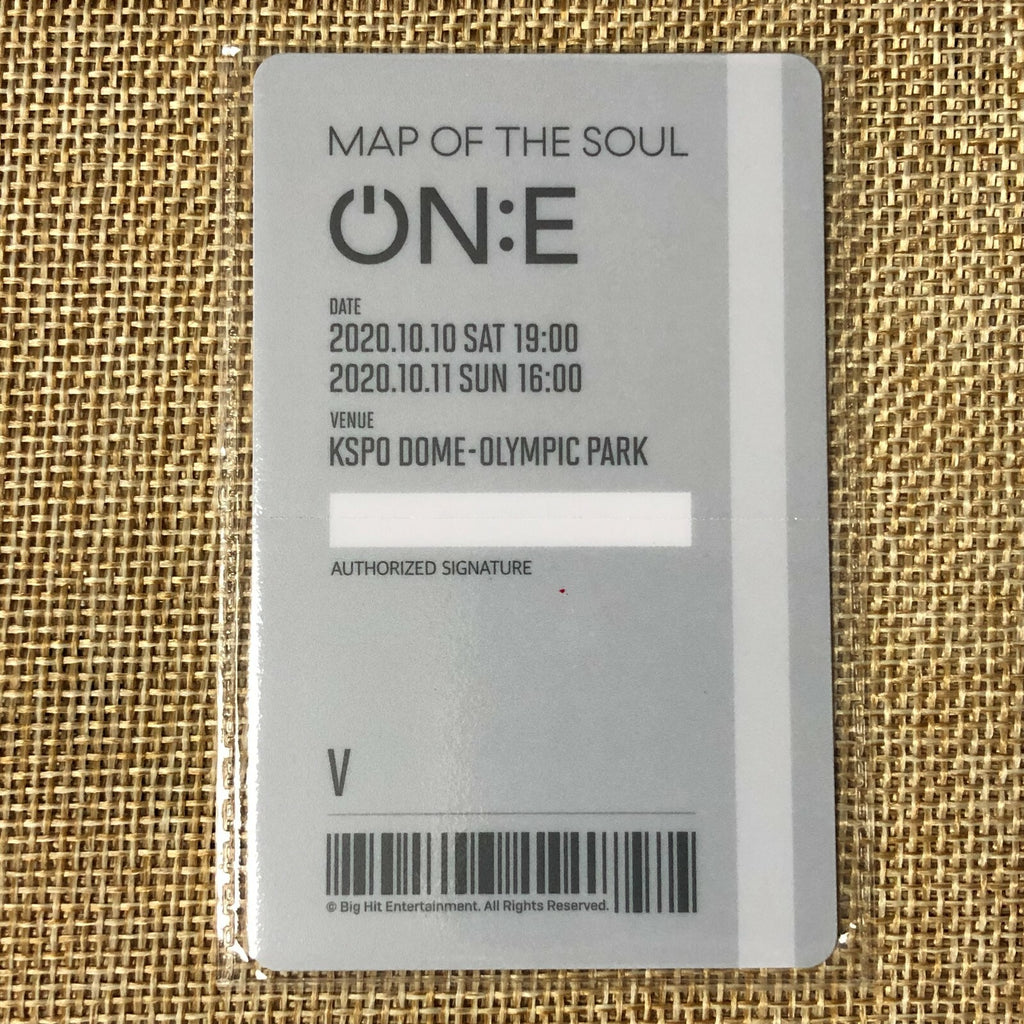 MAP OF THE SOUL
ON:E
DATE
2020.10.10 SAT 19:00
2020.10.11 SUN 16:00
VENUE
KSPO DOME-OLYMPIC PARK
AUTHORIZED SIGNATURE
V
© Big Hit Entertainment. All Rights Reserved.